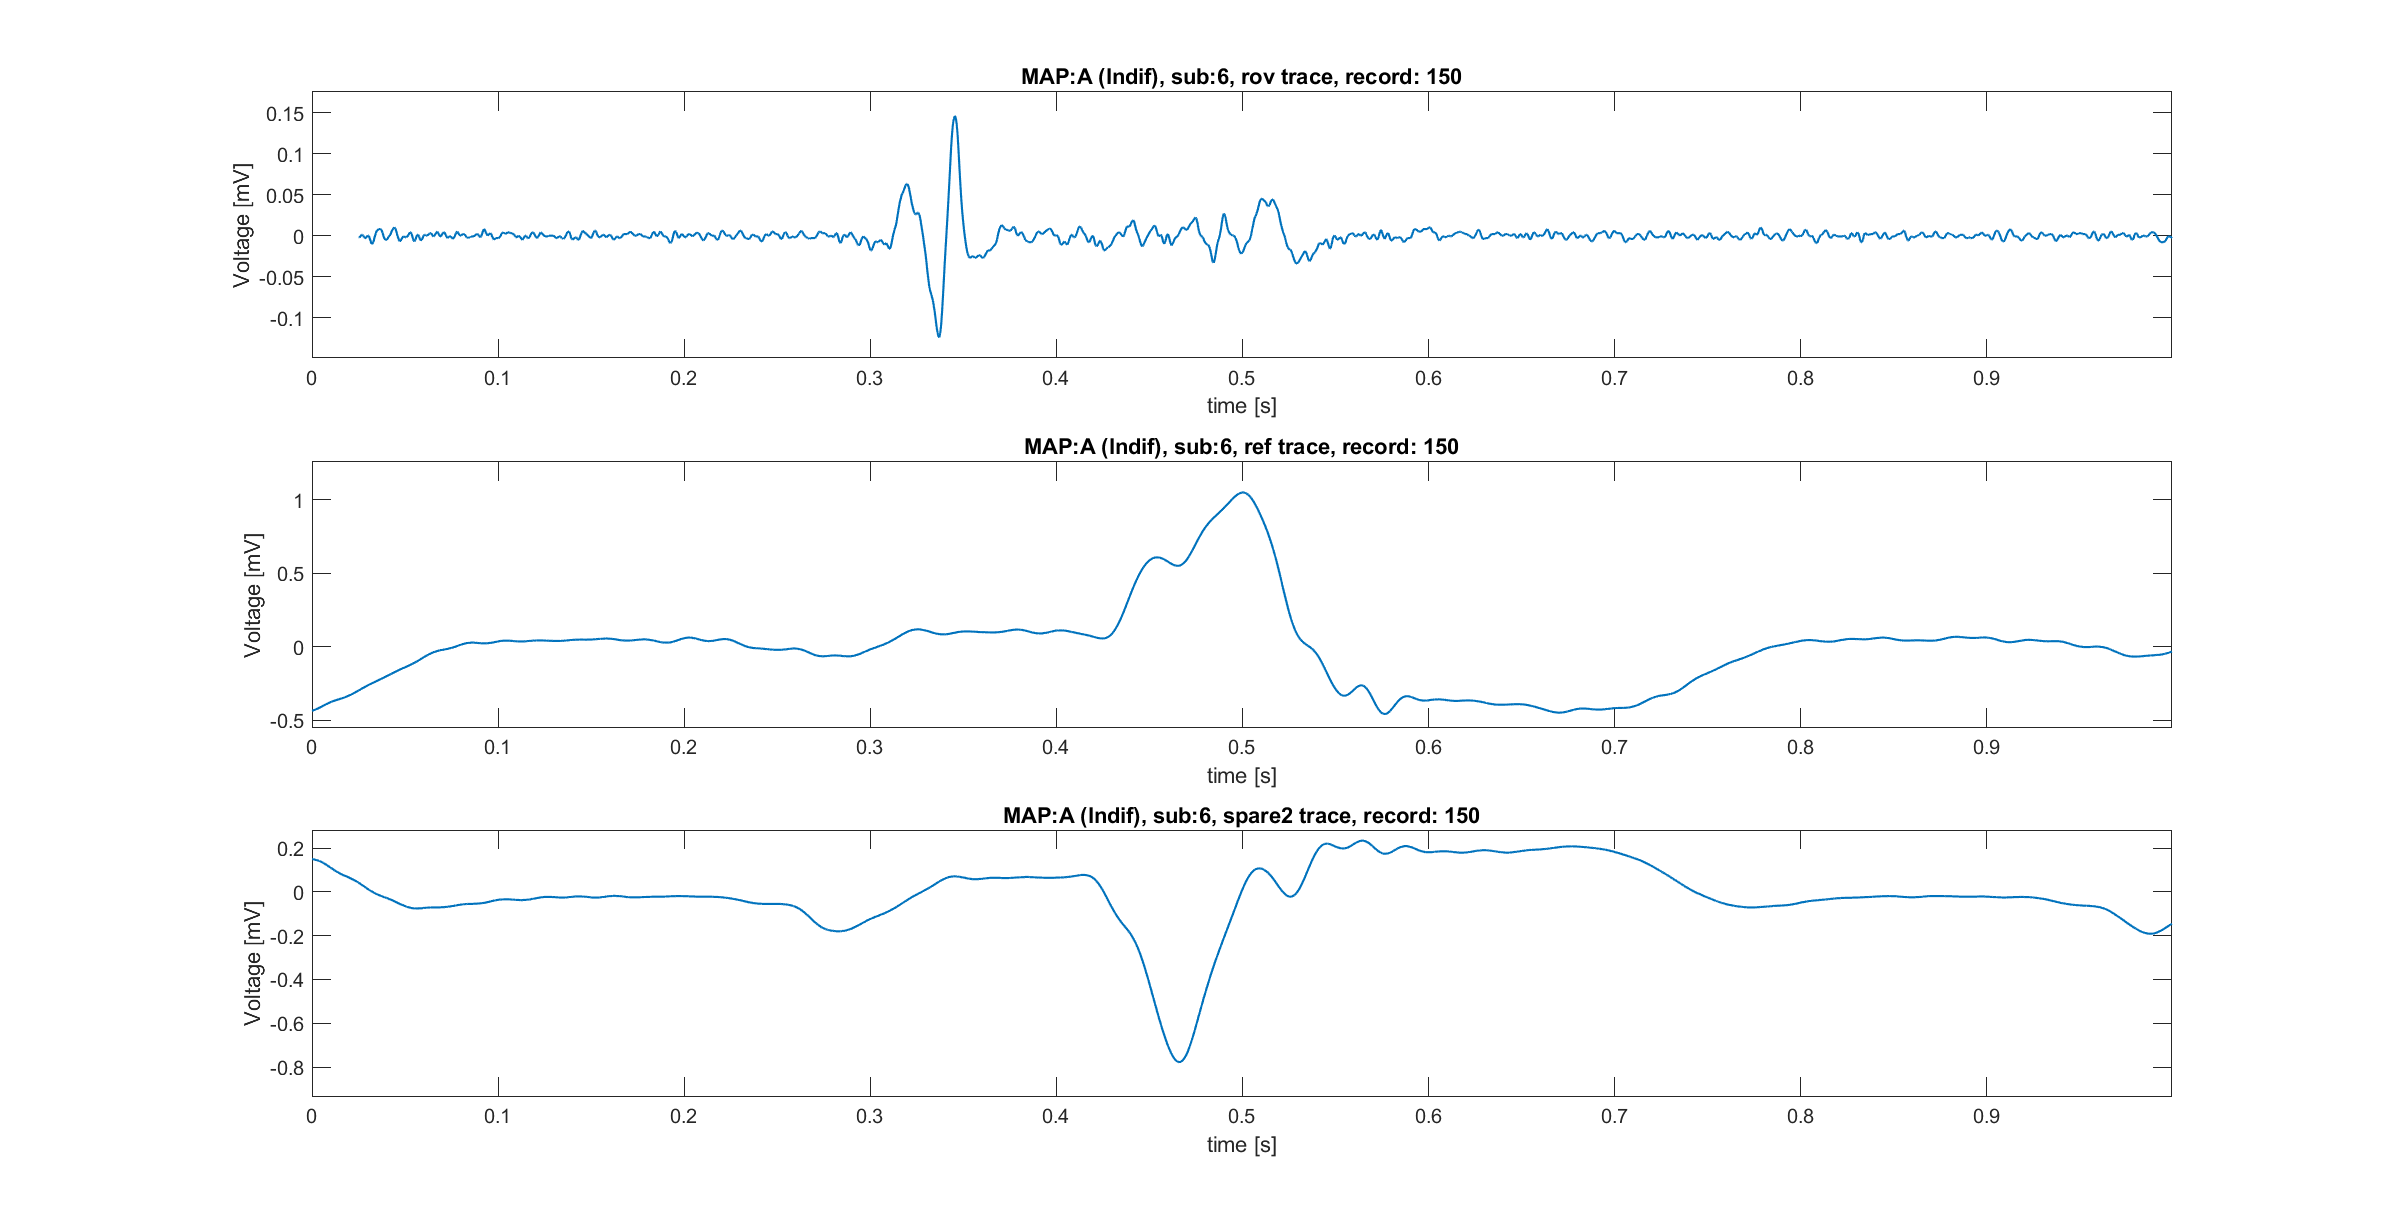 MAP:A (Indif), sub:6, rov trace, record: 150
0.15
0.1
0.05
0
-0.05
-0.1
Voltage [mV]
0 0.1 0.2 0.3 0.4 0.5 0.6 0.7 0.8 0.9
time [s]
MAP:A (Indif), sub:6, ref trace, record: 150
1
0.5
0
-0.5
Voltage [mV]
0 0.1 0.2 0.3 0.4 0.5 0.6 0.7 0.8 0.9
time [s]
MAP:A (Indif), sub:6, spare2 trace, record: 150
0.2
0
-0.2
-0.4
-0.6
-0.8
Voltage [mV]
0 0.1 0.2 0.3 0.4 0.5 0.6 0.7 0.8 0.9
time [s]